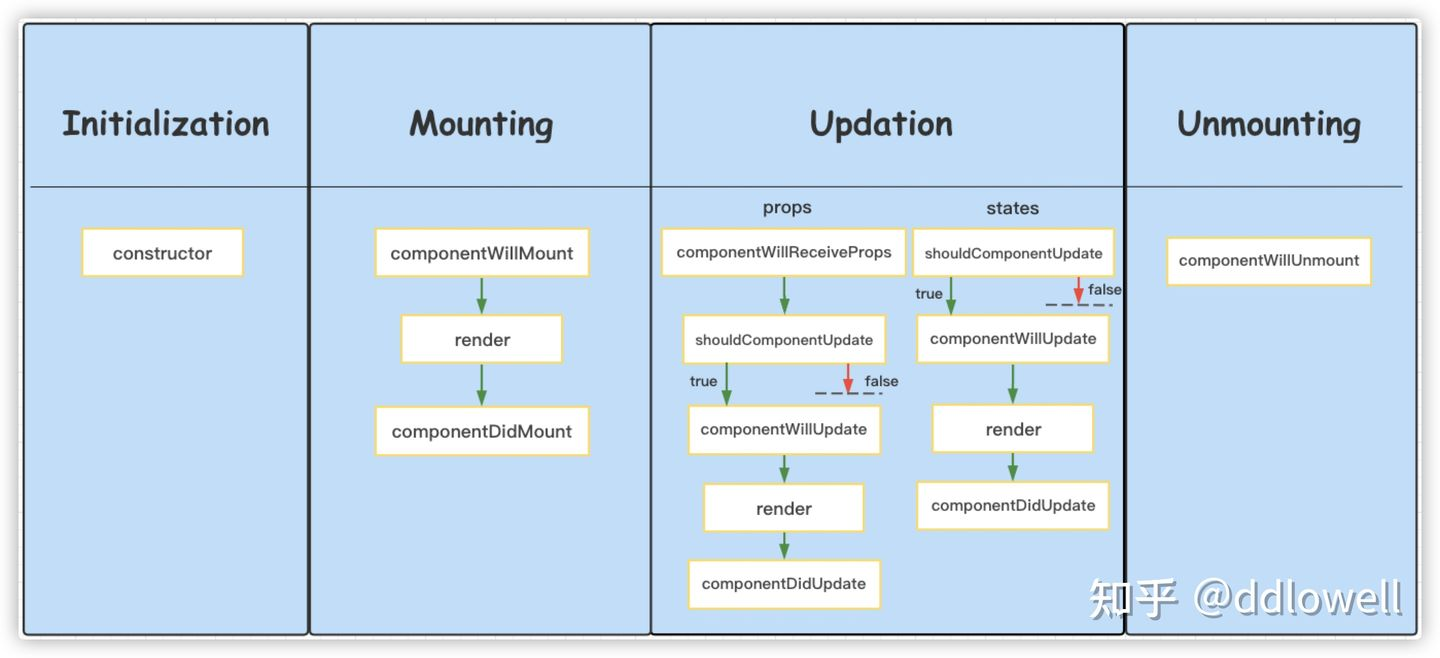 Initialization
Mounting
Updation
Unmounting
constructor
componentWillMount
render
componentDidMount
props
componentWillReceiveProps
shouldComponentUpdate
true
false
componentWillUpdate
render
componentDidUpdate
states
shouldComponentUpdate
true
false
componentWillUpdate
render
componentDidUpdate
componentWillUnmount
知乎 @ddlowell